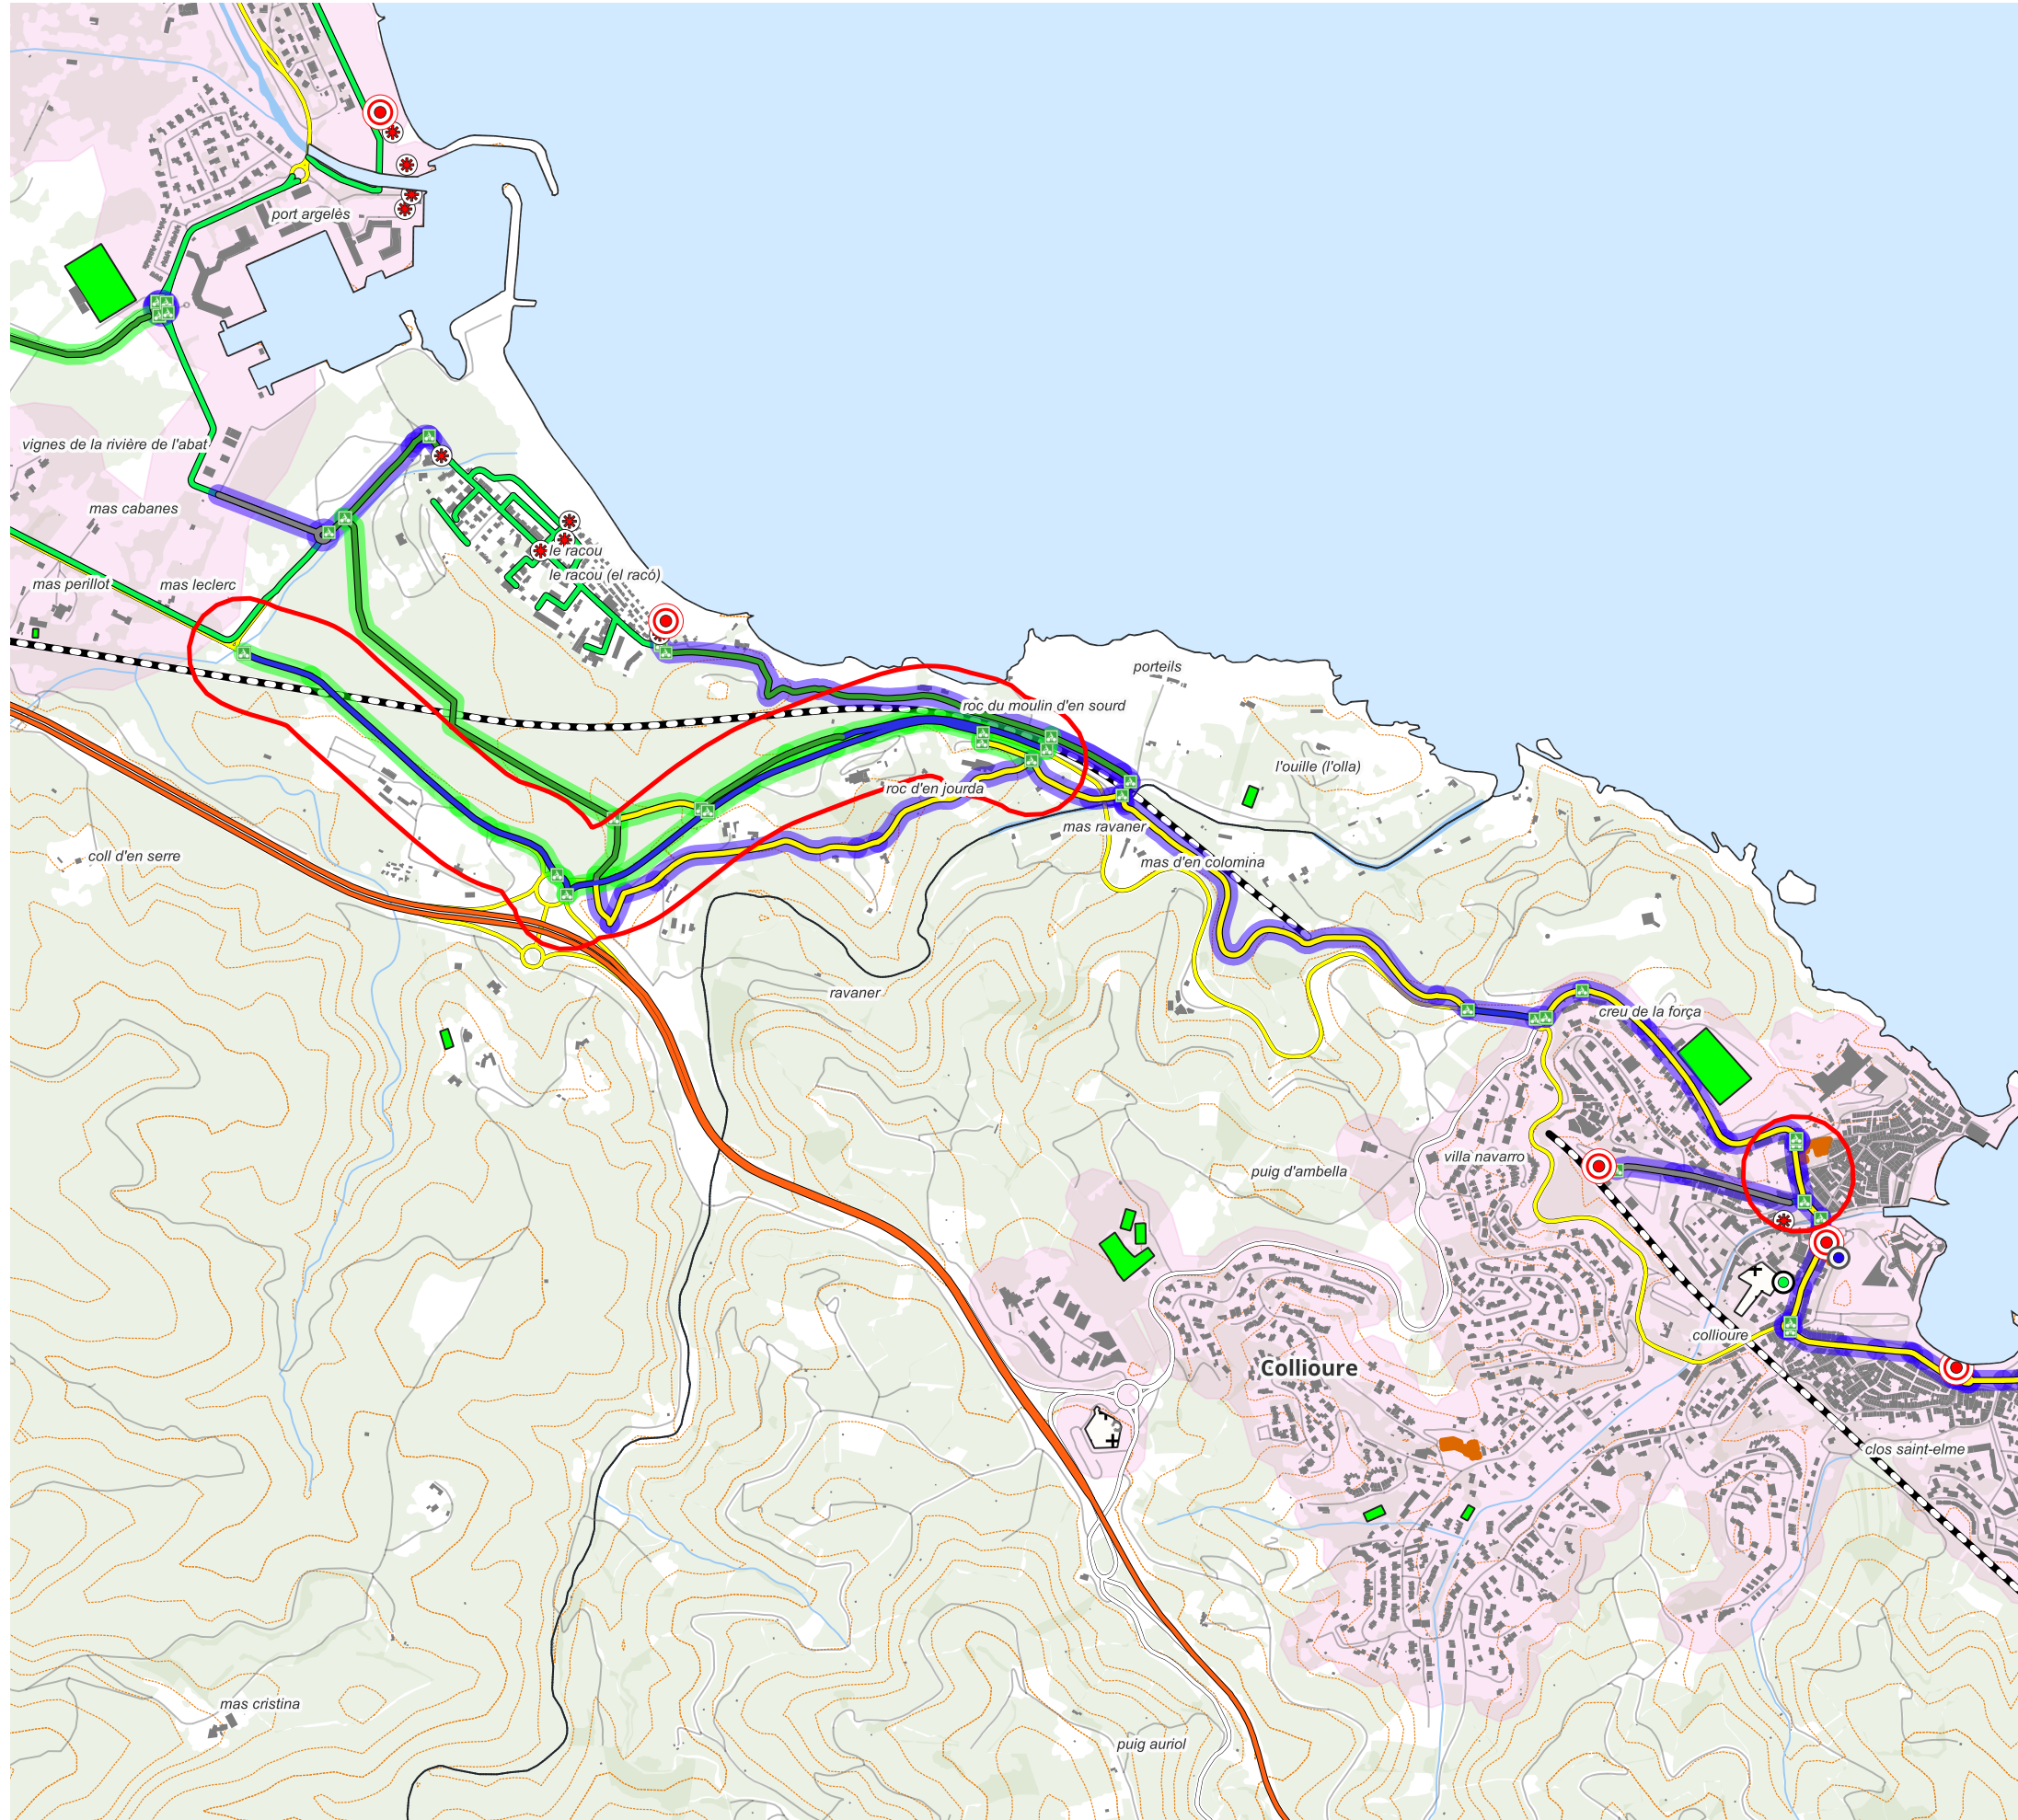 port argelès
vignes de la rivière de l'abat
mas cabanes
le racou
le racou (el racó)
mas perillot
mas leclerc
porteils
roc du moulin d'en sourd
l'ouille (l'olla)
roc d'en jourda
mas ravaner
coll d'en serre
mas d'en colomina
ravaner
creu de la força
villa navarro
puig d'ambella
collioure
Collioure
clos saint-elme
mas cristina
puig auriol